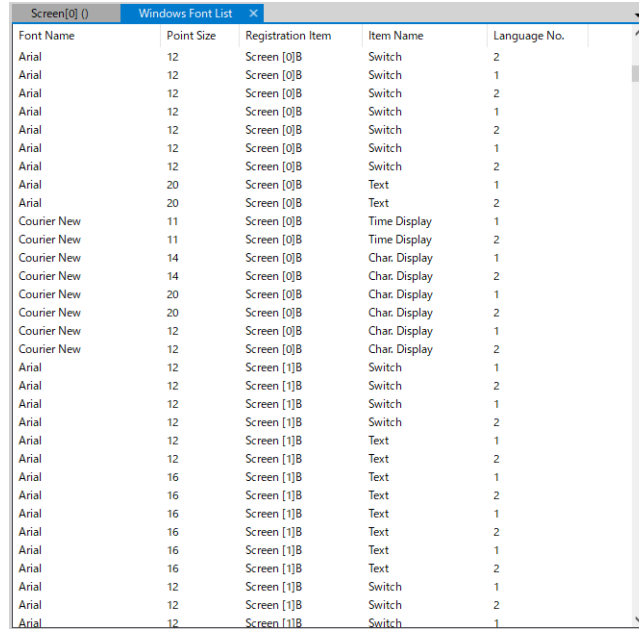 Screen[0] () Windows Font List ×
Font Name Point Size Registration Item Item Name Language No.
Arial 12 Screen [0]B Switch 2
Arial 12 Screen [0]B Switch 1
Arial 12 Screen [0]B Switch 2
Arial 12 Screen [0]B Switch 1
Arial 12 Screen [0]B Switch 2
Arial 12 Screen [0]B Switch 1
Arial 12 Screen [0]B Switch 2
Arial 20 Screen [0]B Text 1
Arial 20 Screen [0]B Text 2
Courier New 11 Screen [0]B Time Display 1
Courier New 11 Screen [0]B Time Display 2
Courier New 14 Screen [0]B Char. Display 1
Courier New 14 Screen [0]B Char. Display 2
Courier New 20 Screen [0]B Char. Display 1
Courier New 20 Screen [0]B Char. Display 2
Courier New 12 Screen [0]B Char. Display 1
Courier New 12 Screen [0]B Char. Display 2
Arial 12 Screen [1]B Switch 1
Arial 12 Screen [1]B Switch 2
Arial 12 Screen [1]B Switch 1
Arial 12 Screen [1]B Switch 2
Arial 12 Screen [1]B Text 1
Arial 12 Screen [1]B Text 2
Arial 16 Screen [1]B Text 1
Arial 16 Screen [1]B Text 2
Arial 16 Screen [1]B Text 1
Arial 16 Screen [1]B Text 2
Arial 16 Screen [1]B Text 1
Arial 16 Screen [1]B Text 2
Arial 12 Screen [1]B Switch 1
Arial 12 Screen [1]B Switch 2
Arial 12 Screen [1]B Switch 1